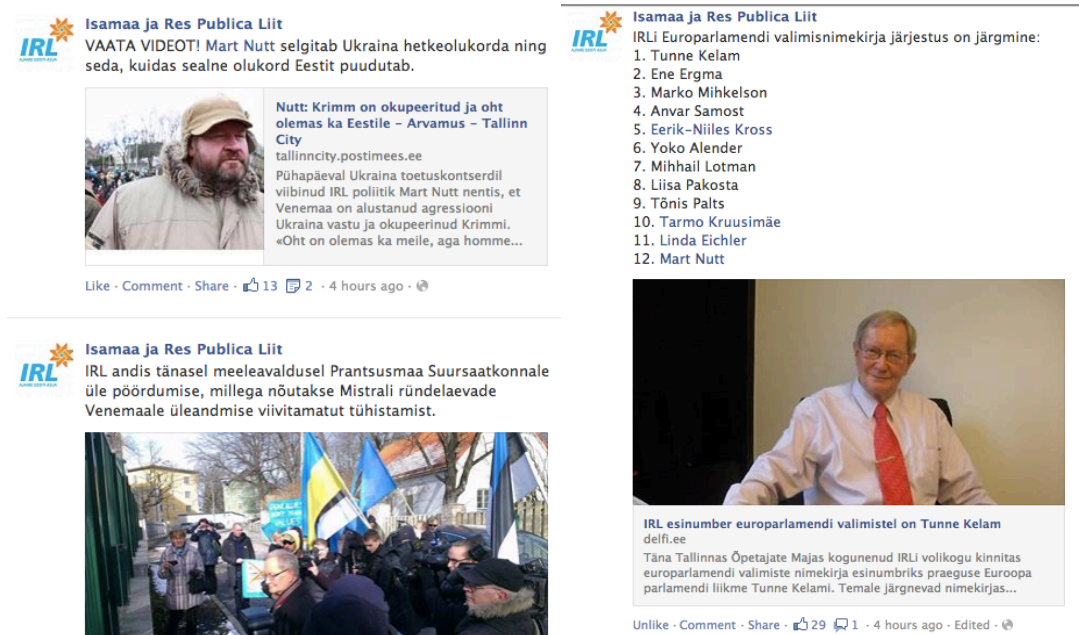 IRL
Isamaa ja Res Publica Liit
VAATA VIDEOT! Mart Nutt selgitab Ukraina hetkeolukorda ning
seda, kuidas sealne olukord Eestit puudutab.
Nutt: Krimm on okupeeritud ja oht
olemas ka Eestile – Arvamus – Tallinn
City
tallinncity.postimees.ee
Pühapäeval Ukraina toetuskontserdil
viibinud IRL poliitik Mart Nutt nentis, et
Venemaa on alustanud agressiooni
Ukraina vastu ja okupeerinud Krimmi.
«Oht on olemas ka meile, aga homme...
Like · Comment · Share · 13 2 · 4 hours ago ·
IRL
Isamaa ja Res Publica Liit
IRL andis tänasel meeleavaldusel Prantsusmaa Suursaatkonnale
üle pöördumise, millega nõutakse Mistrali ründelaevade
Venemaale üleandmise viivitamatut tühistamist.
VALUES
IRL
Isamaa ja Res Publica Liit
IRLi Europarlamendi valimisnimekirja järjestus on järgmine:
1. Tunne Kelam
2. Ene Ergma
3. Marko Mihkelson
4. Anvar Samost
5. Eerik-Niiles Kross
6. Yoko Alender
7. Mihhail Lotman
8. Liisa Pakosta
9. Tõnis Palts
10. Tarmo Kruusimäe
11. Linda Eichler
12. Mart Nutt
IRL esinumber europarlamendi valimistel on Tunne Kelam
delfi.ee
Täna Tallinnas Õpetajate Majas kogunenud IRLi volikogu kinnitas
europarlamendi valimiste nimekirja esinumbriks praeguse Euroopa
parlamendi liikme Tunne Kelami. Temale järgnevad nimekirjas...
Unlike · Comment · Share · 29 1 · 4 hours ago · Edited ·